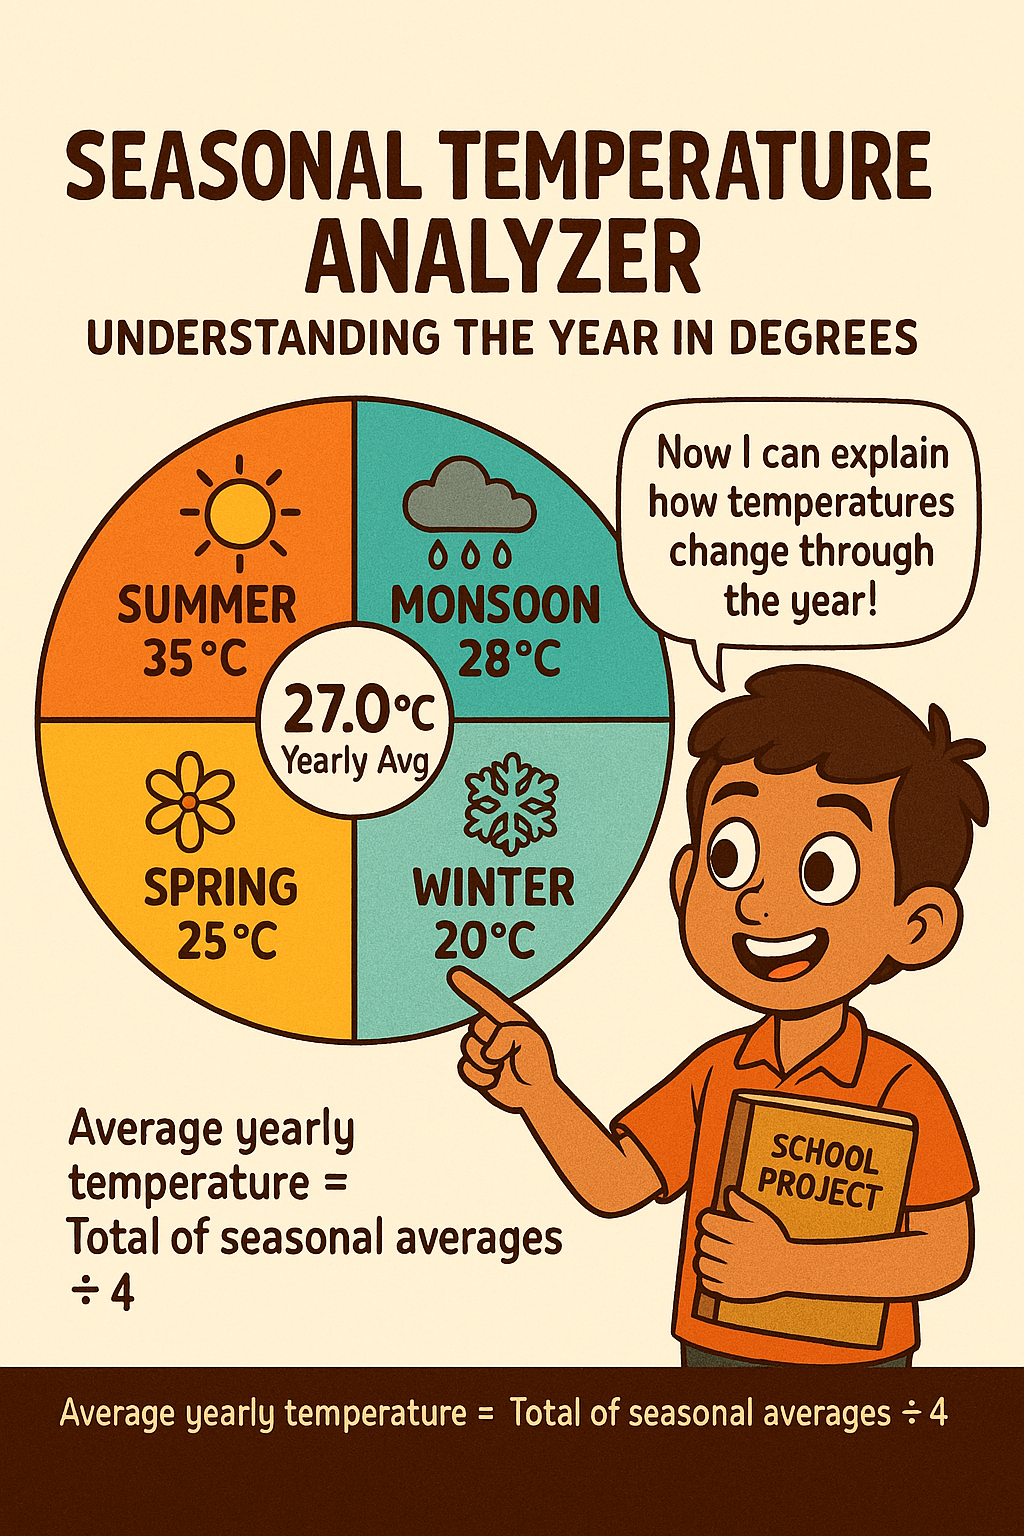 SEASONAL TEMPERATURE
ANALYZER
UNDERSTANDING THE YEAR IN DEGREES
Now I can explain
how temperatures
change through
the year!
SUMMER
35°C
MONSOON
28°C
27.0°C
Yearly Avg
SPRING
25°C
WINTER
20°C
Average yearly
temperature =
Total of seasonal averages
÷ 4
SCHOOL
PROJECT
Average yearly temperature = Total of seasonal averages ÷ 4